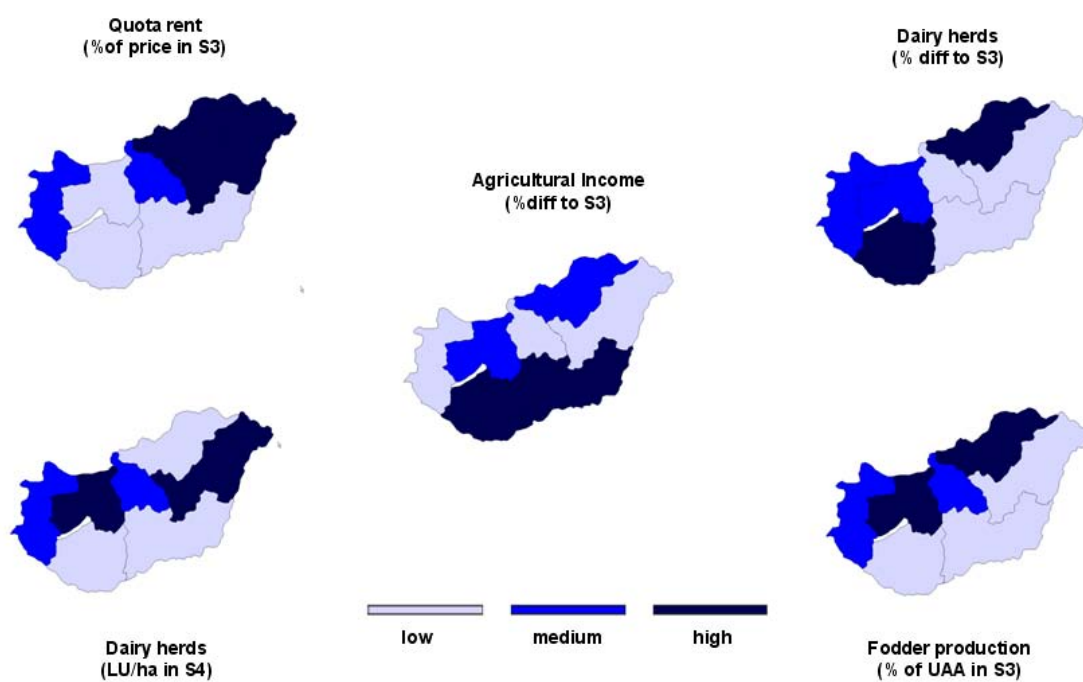 Quota rent
(%of price in S3)
Dairy herds
(% diff to S3)
Agricultural Income
(%diff to S3)
low
medium
high
Dairy herds
(LU/ha in S4)
Fodder production
(% of UAA in S3)